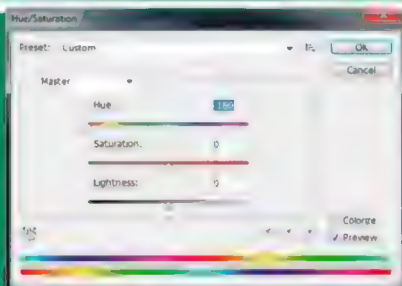 Hue/Saturation
Preset: Custom
OK
Cancel
Master
Hue
Saturation: 0
Lightness: 0
Colorize
Preview